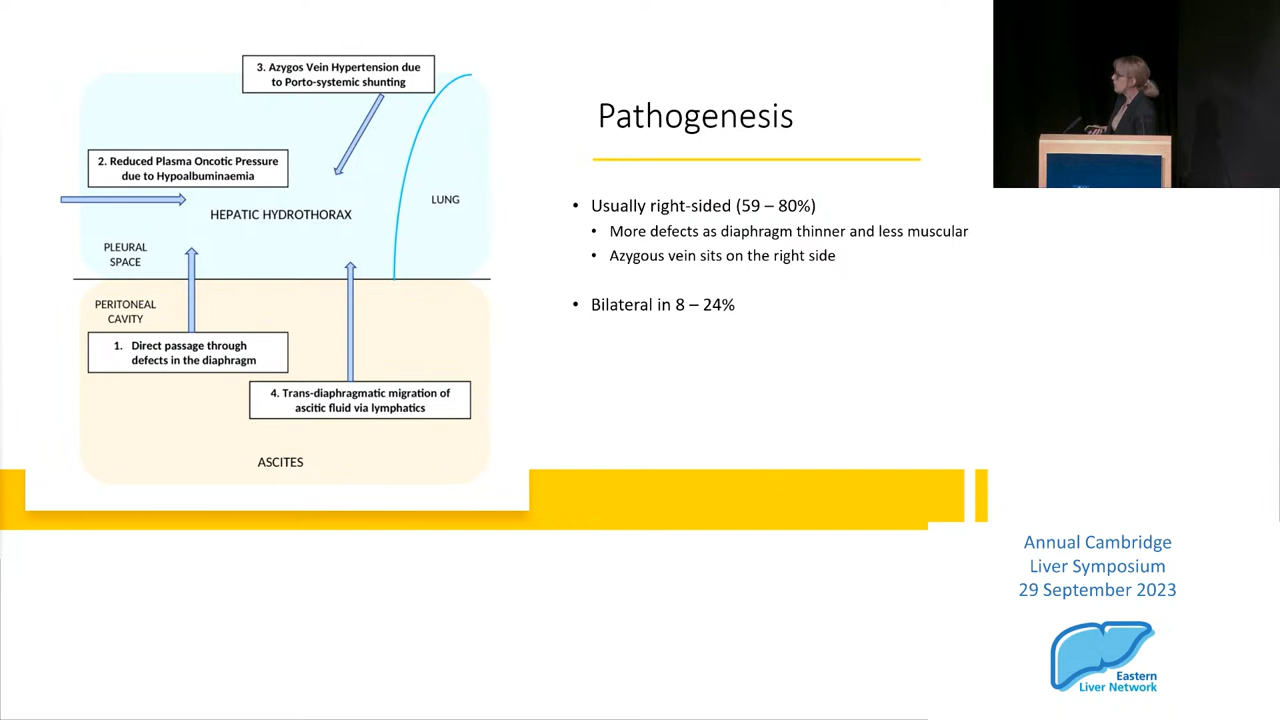 3. Azygos Vein Hypertension due
to Porto-systemic shunting
2. Reduced Plasma Oncotic Pressure
due to Hypoalbuminaemia
HEPATIC HYDROTHORAX
LUNG
PLEURAL
SPACE
PERITONEAL
CAVITY
1. Direct passage through
defects in the diaphragm
4. Trans-diaphragmatic migration of
ascitic fluid via lymphatics
ASCITES
Pathogenesis
• Usually right-sided (59 – 80%)
• More defects as diaphragm thinner and less muscular
• Azygous vein sits on the right side
• Bilateral in 8 – 24%
Annual Cambridge
Liver Symposium
29 September 2023
Eastern
Liver Network